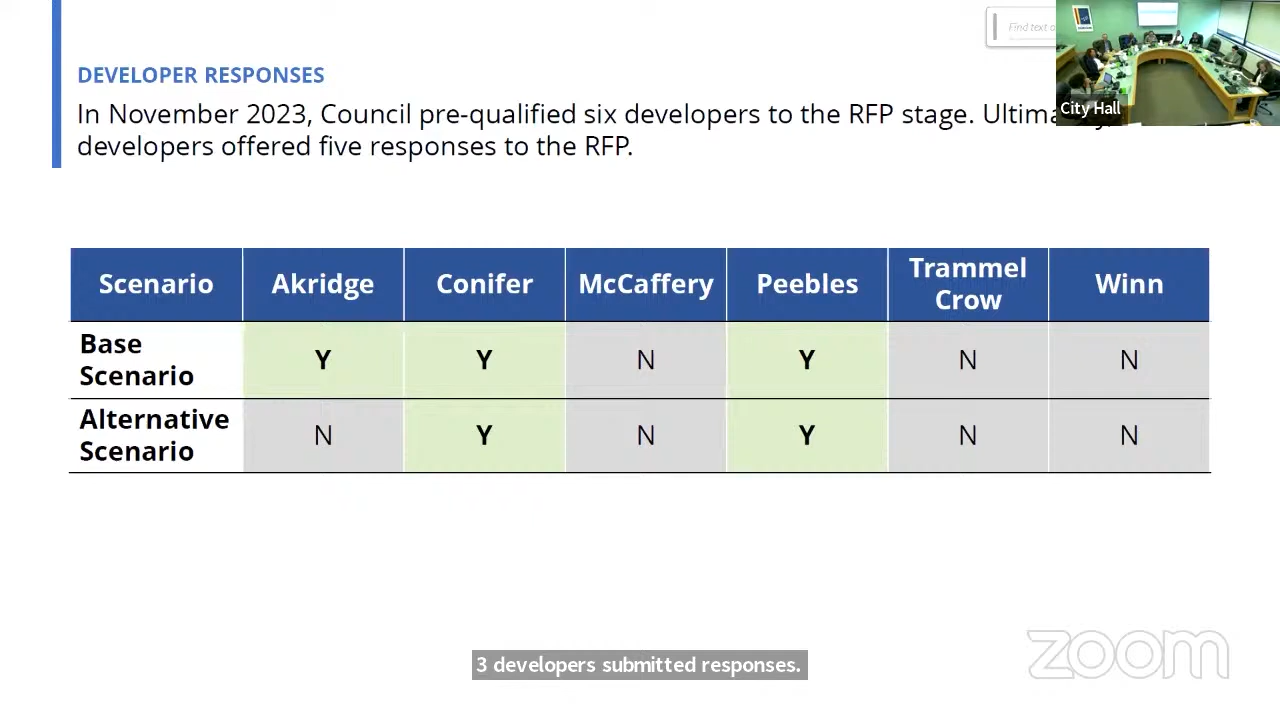 Find text o
City Hall
DEVELOPER RESPONSES
In November 2023, Council pre-qualified six developers to the RFP stage.
developers offered five responses to the RFP.
Scenario Akridge Conifer McCaffery Peebles Trammel Crow Winn
Base Scenario Y Y N Y N N
Alternative Scenario N Y N Y N N
3 developers submitted responses.
zoom